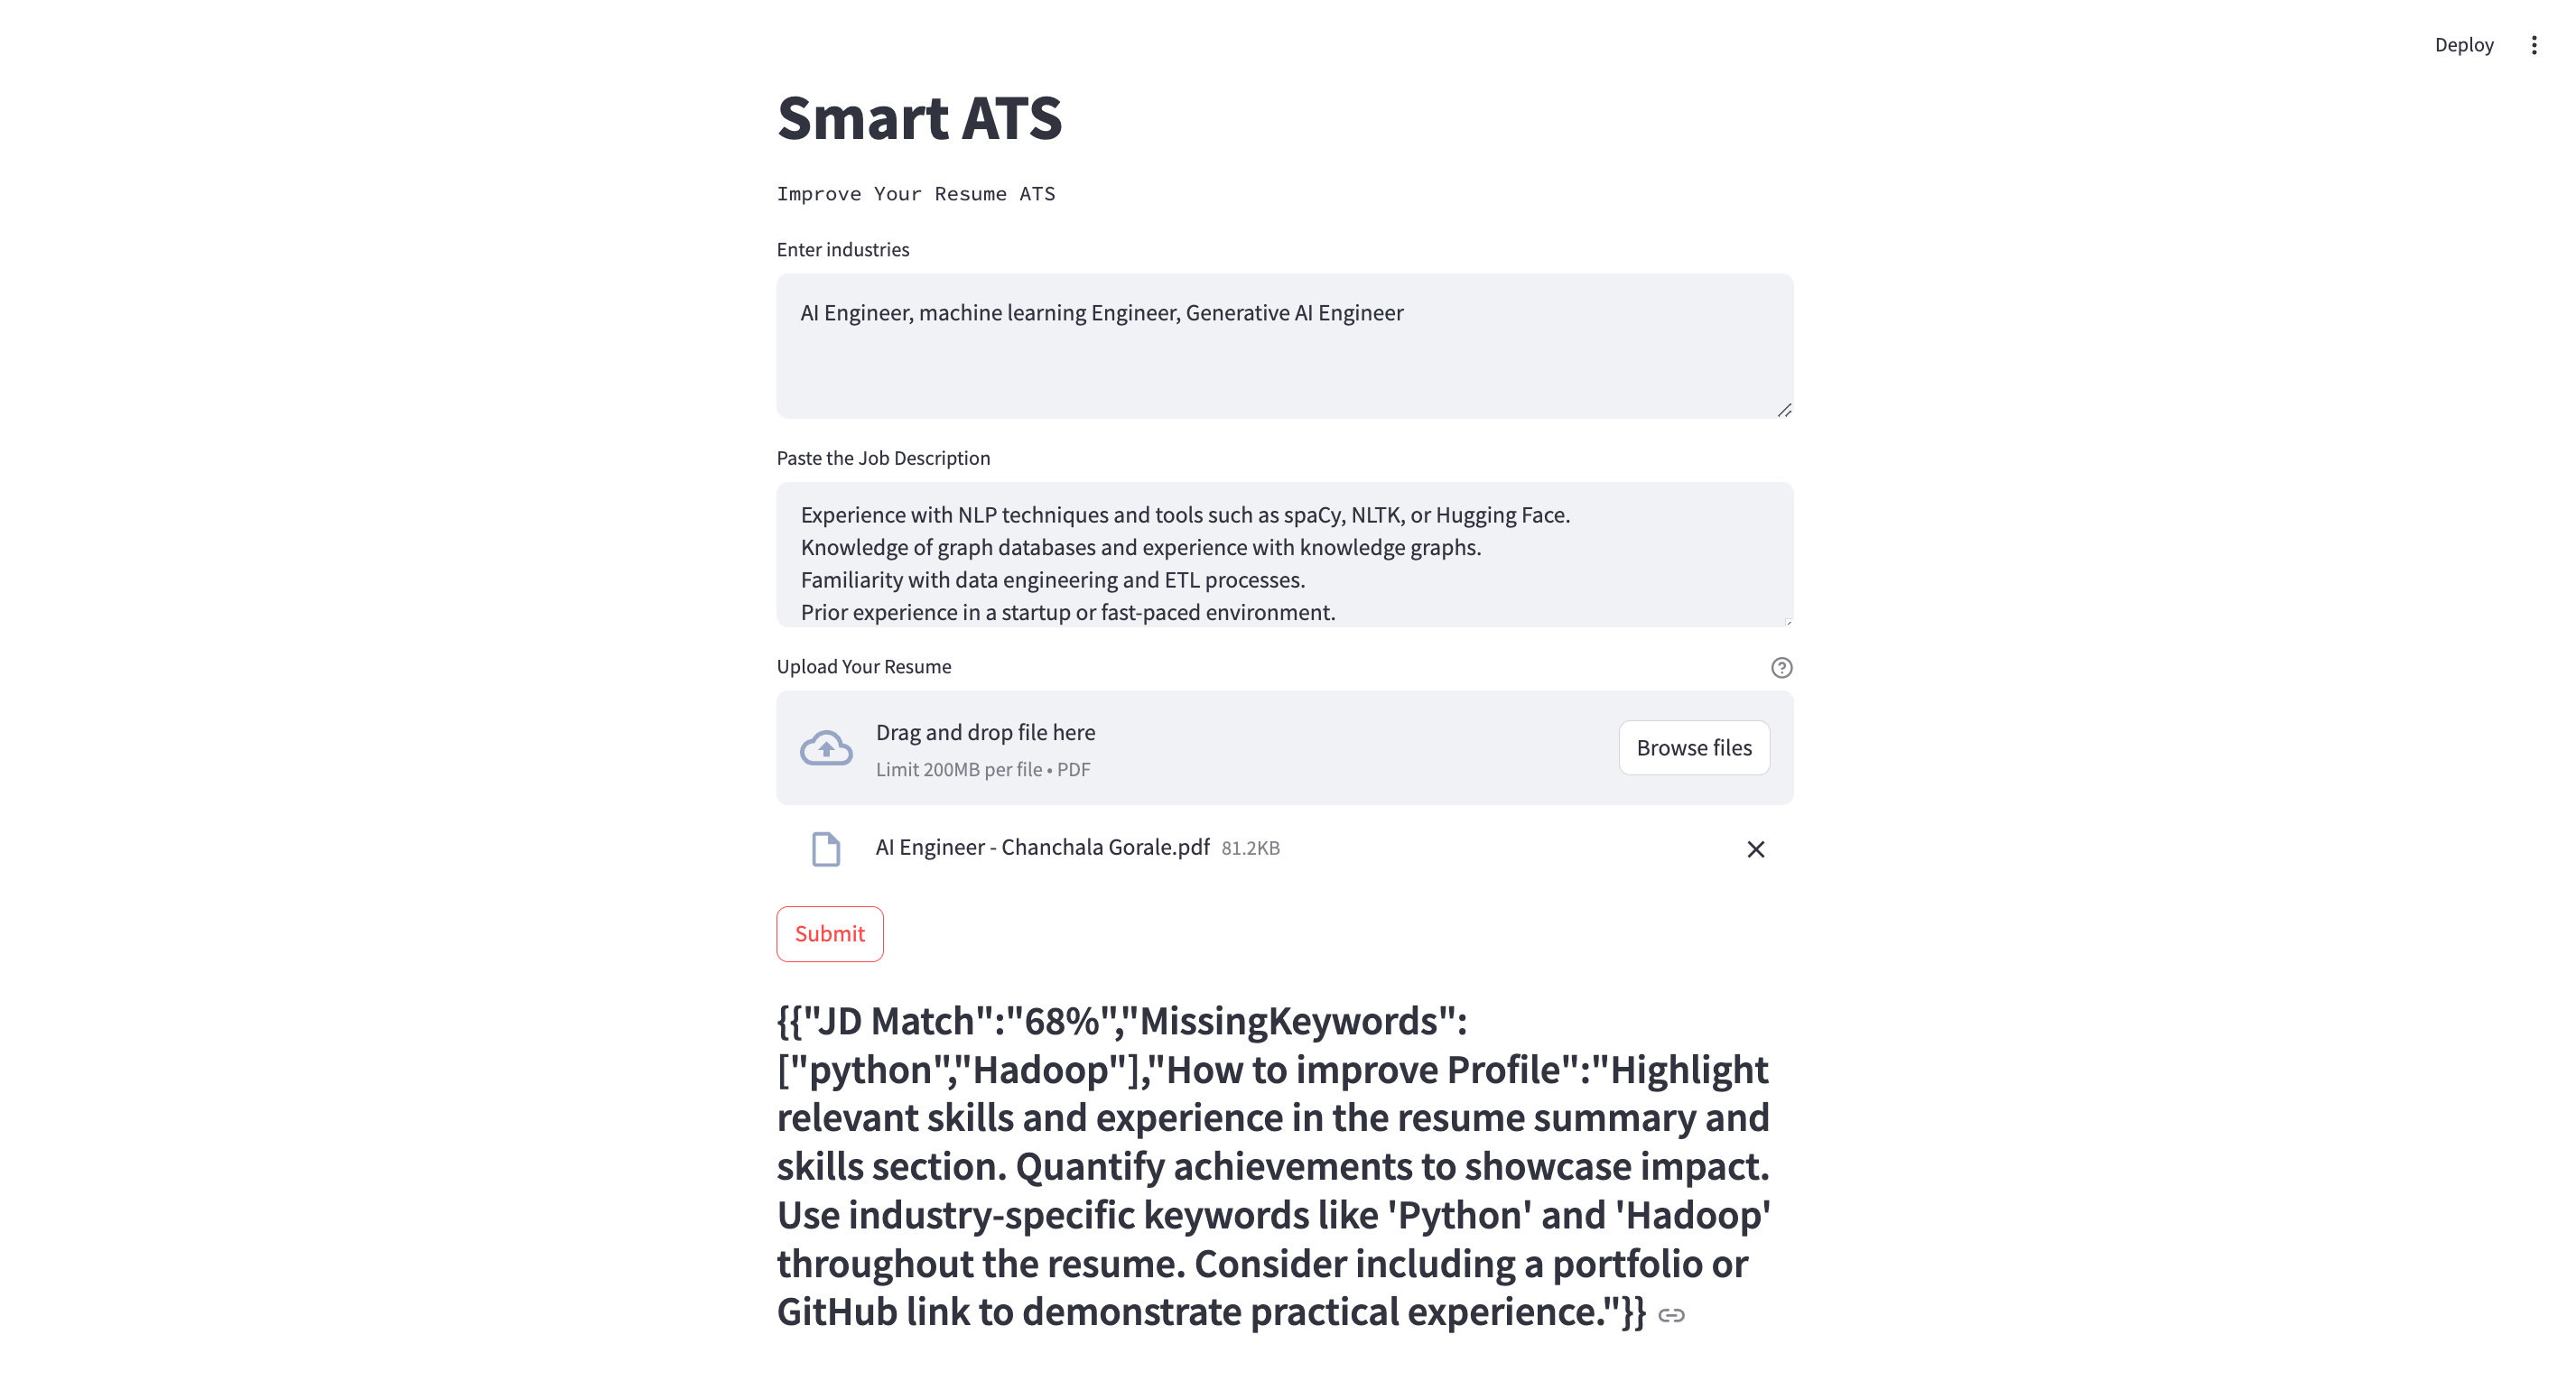 Deploy
Smart ATS
Improve Your Resume ATS
Enter industries
AI Engineer, machine learning Engineer, Generative AI Engineer
Paste the Job Description
Experience with NLP techniques and tools such as spaCy, NLTK, or Hugging Face.
Knowledge of graph databases and experience with knowledge graphs.
Familiarity with data engineering and ETL processes.
Prior experience in a startup or fast-paced environment.
Upload Your Resume
Drag and drop file here
Limit 200MB per file • PDF
Browse files
AI Engineer - Chanchala Gorale.pdf 81.2KB
Submit
{{"JD Match":"68%","MissingKeywords":
["python","Hadoop"],"How to improve Profile":"Highlight
relevant skills and experience in the resume summary and
skills section. Quantify achievements to showcase impact.
Use industry-specific keywords like 'Python' and 'Hadoop'
throughout the resume. Consider including a portfolio or
GitHub link to demonstrate practical experience."}}